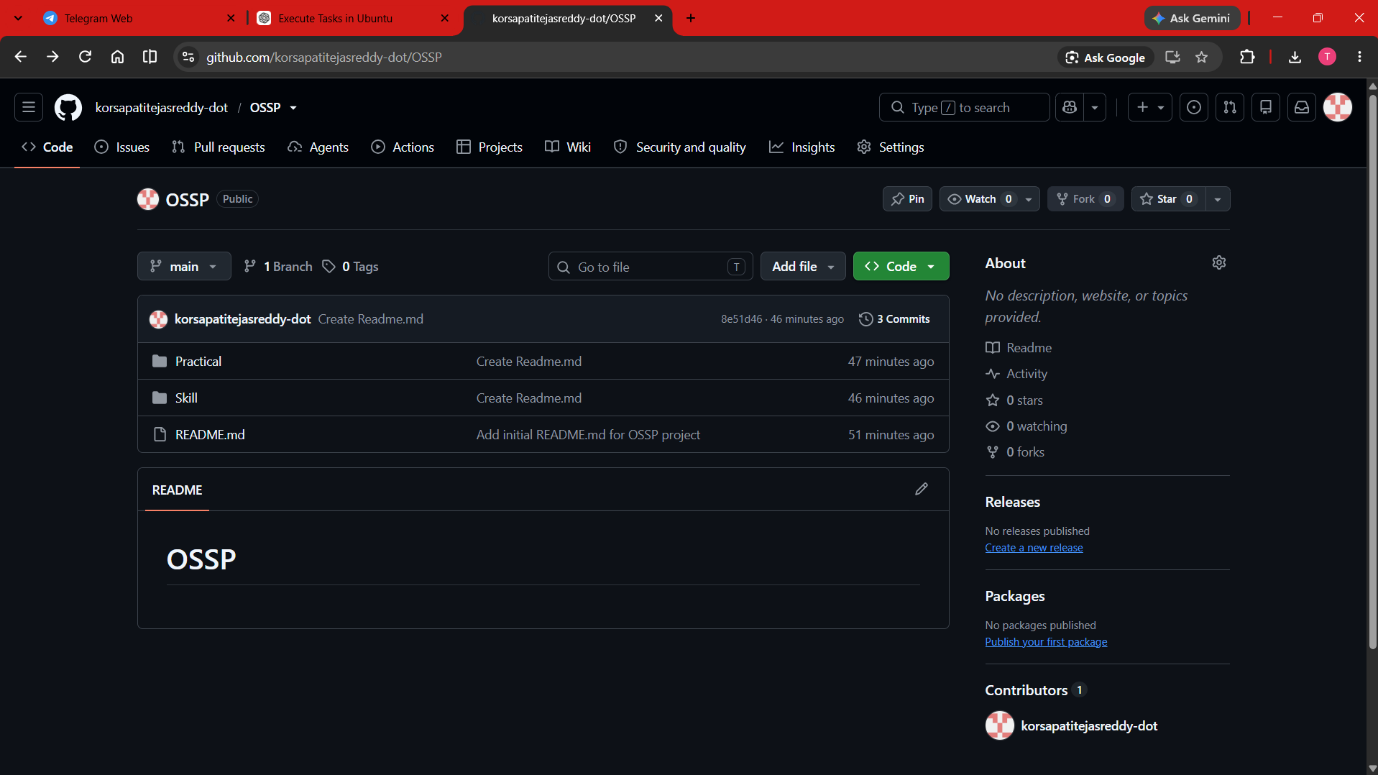 Telegram Web
Execute Tasks in Ubuntu
korsapatitejasreddy-dot/OSSP
Ask Gemini
github.com/korsapatitejasreddy-dot/OSSP
Ask Google
T
korsapatitejasreddy-dot / OSSP
Type / to search
Code
Issues
Pull requests
Agents
Actions
Projects
Wiki
Security and quality
Insights
Settings
OSSP Public
Pin
Watch 0
Fork 0
Star 0
main
1 Branch
0 Tags
Go to file T
Add file
Code
korsapatitejasreddy-dot Create Readme.md 8e51d46 · 46 minutes ago 3 Commits
Practical Create Readme.md 47 minutes ago
Skill Create Readme.md 46 minutes ago
README.md Add initial README.md for OSSP project 51 minutes ago
README
OSSP
About
No description, website, or topics
provided.
Readme
Activity
0 stars
0 watching
0 forks
Releases
No releases published
Create a new release
Packages
No packages published
Publish your first package
Contributors 1
korsapatitejasreddy-dot